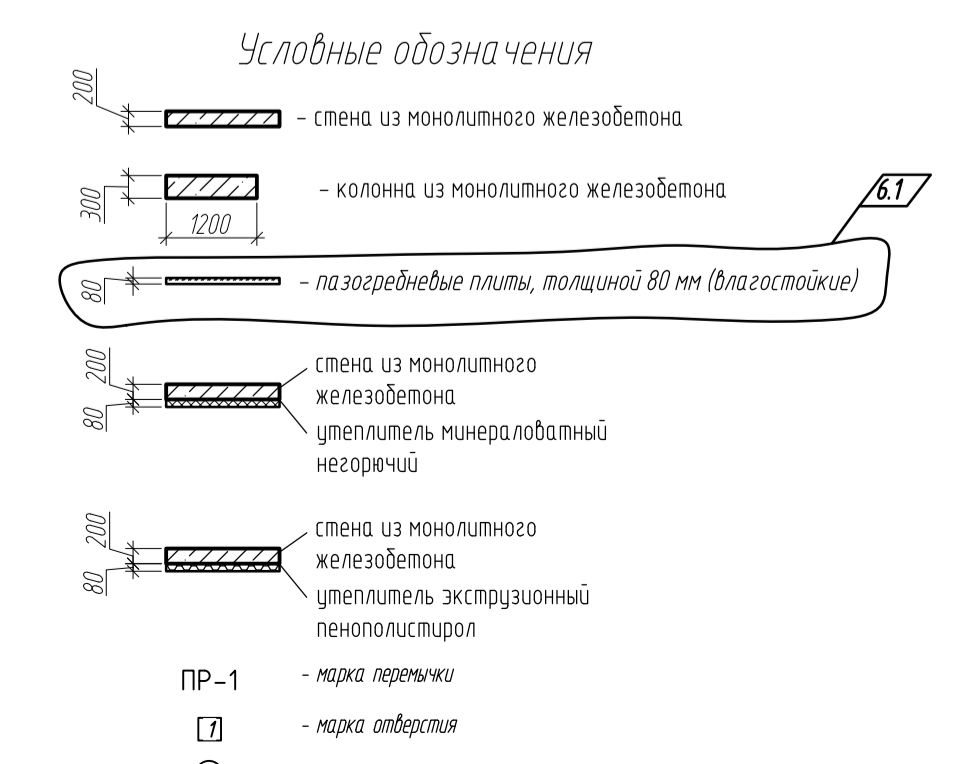 Условные обозначения
200
– стена из монолитного железобетона
300
– колонна из монолитного железобетона
6.1
1200
80
– пазогребневые плиты, толщиной 80 мм (влагостойкие)
200
80
стена из монолитного
железобетона
утеплитель минераловатный
негорючий
200
80
стена из монолитного
железобетона
утеплитель экструзионный
пенополистирол
ПР–1
– марка перемычки
1
– марка отверстия